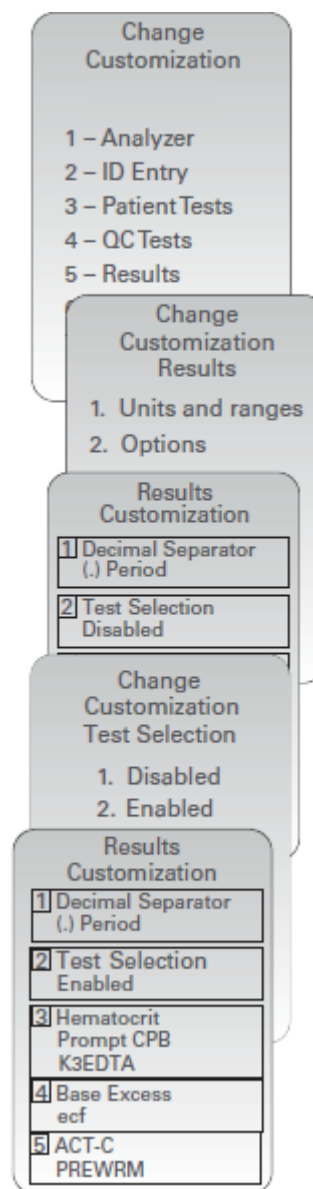 Change
Customization
1 – Analyzer
2 – ID Entry
3 – Patient Tests
4 – QC Tests
5 – Results
Change
Customization
Results
1. Units and ranges
2. Options
Results
Customization
1 Decimal Separator
(.) Period
2 Test Selection
Disabled
Change
Customization
Test Selection
1. Disabled
2. Enabled
Results
Customization
1 Decimal Separator
(.) Period
2 Test Selection
Enabled
3 Hematocrit
Prompt CPB
K3EDTA
4 Base Excess
ecf
5 ACT-C
PREWRM